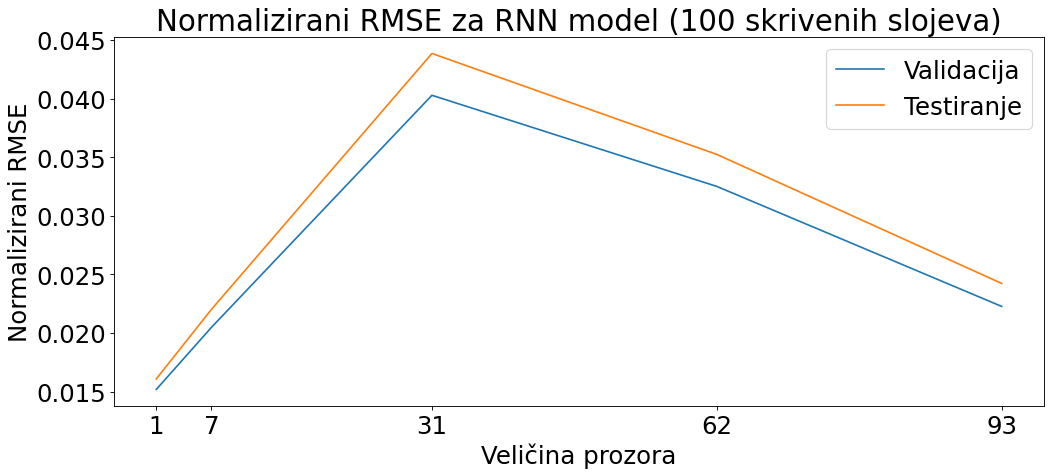 Normalizirani RMSE za RNN model (100 skrivenih slojeva)
Validacija
Testiranje
Normalizirani RMSE
0.045
0.040
0.035
0.030
0.025
0.020
0.015
1 7 31 62 93
Veličina prozora